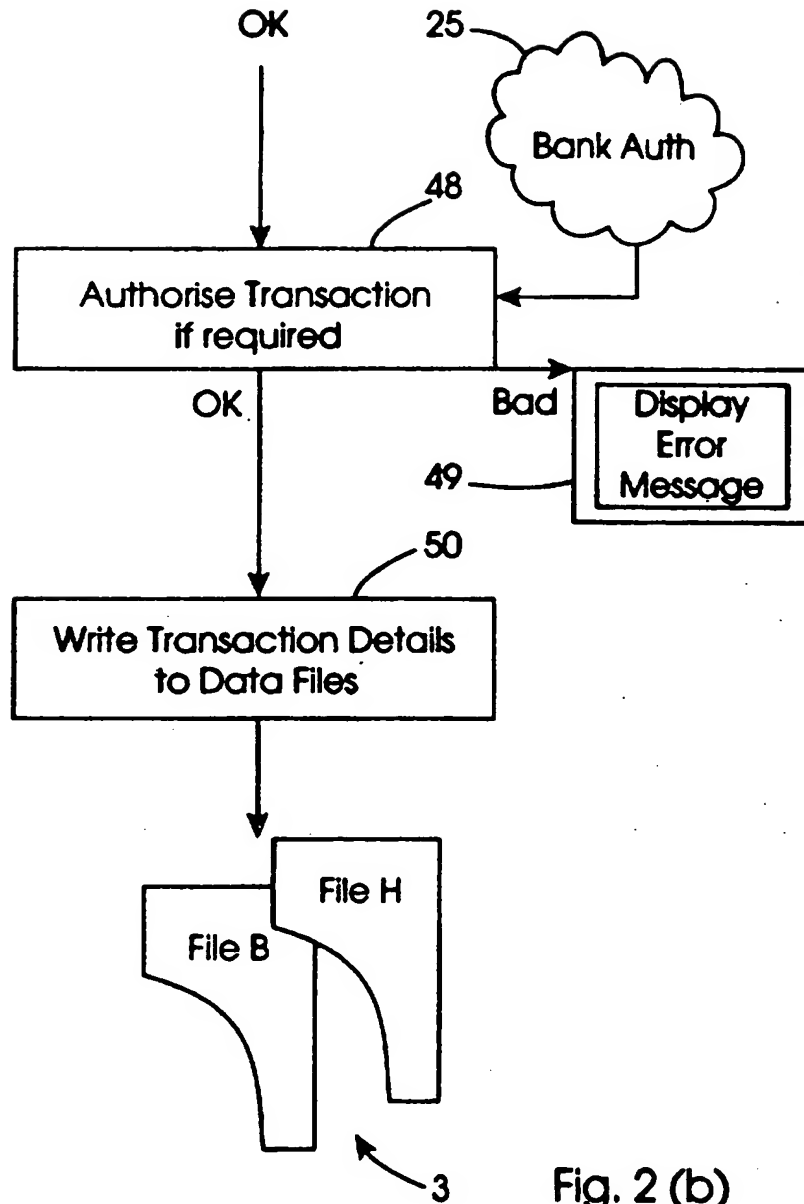 OK
25
Bank Auth
48
Authorise Transaction
if required
OK
Bad
Display
Error
Message
49
50
Write Transaction Details
to Data Files
File H
File B
3
Fig. 2 (b)